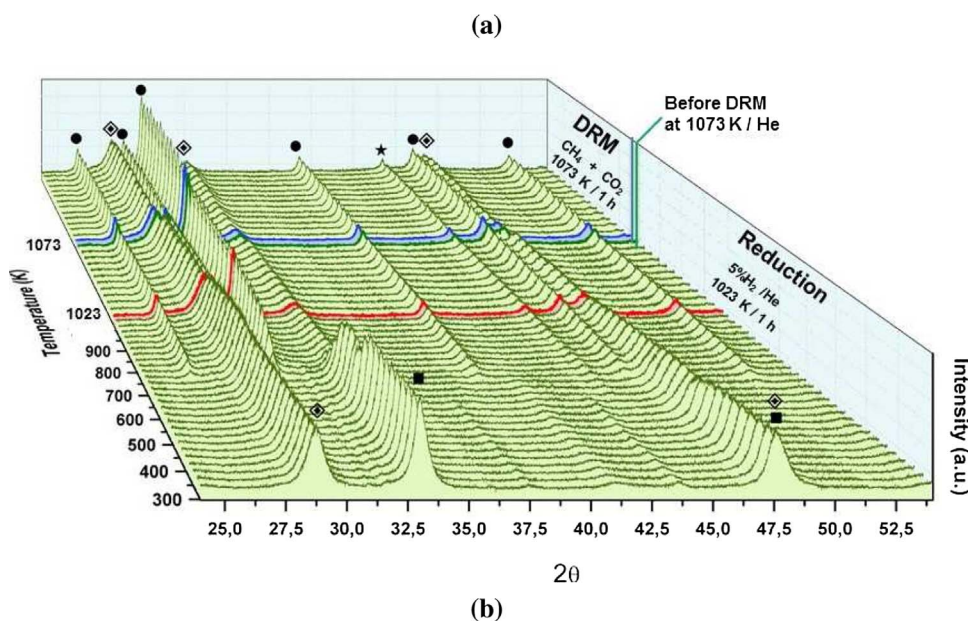 (a)
Before DRM
at 1073 K / He
DRM
CH₄ + CO₂
1073 K / 1 h
Reduction
5%H₂ /He
1023 K / 1 h
1073
1023
900
800
700
600
500
400
300
Temperature (K)
Intensity (a.u.)
25,0 27,5 30,0 32,5 35,0 37,5 40,0 42,5 45,0 47,5 50,0 52,5
2θ
(b)